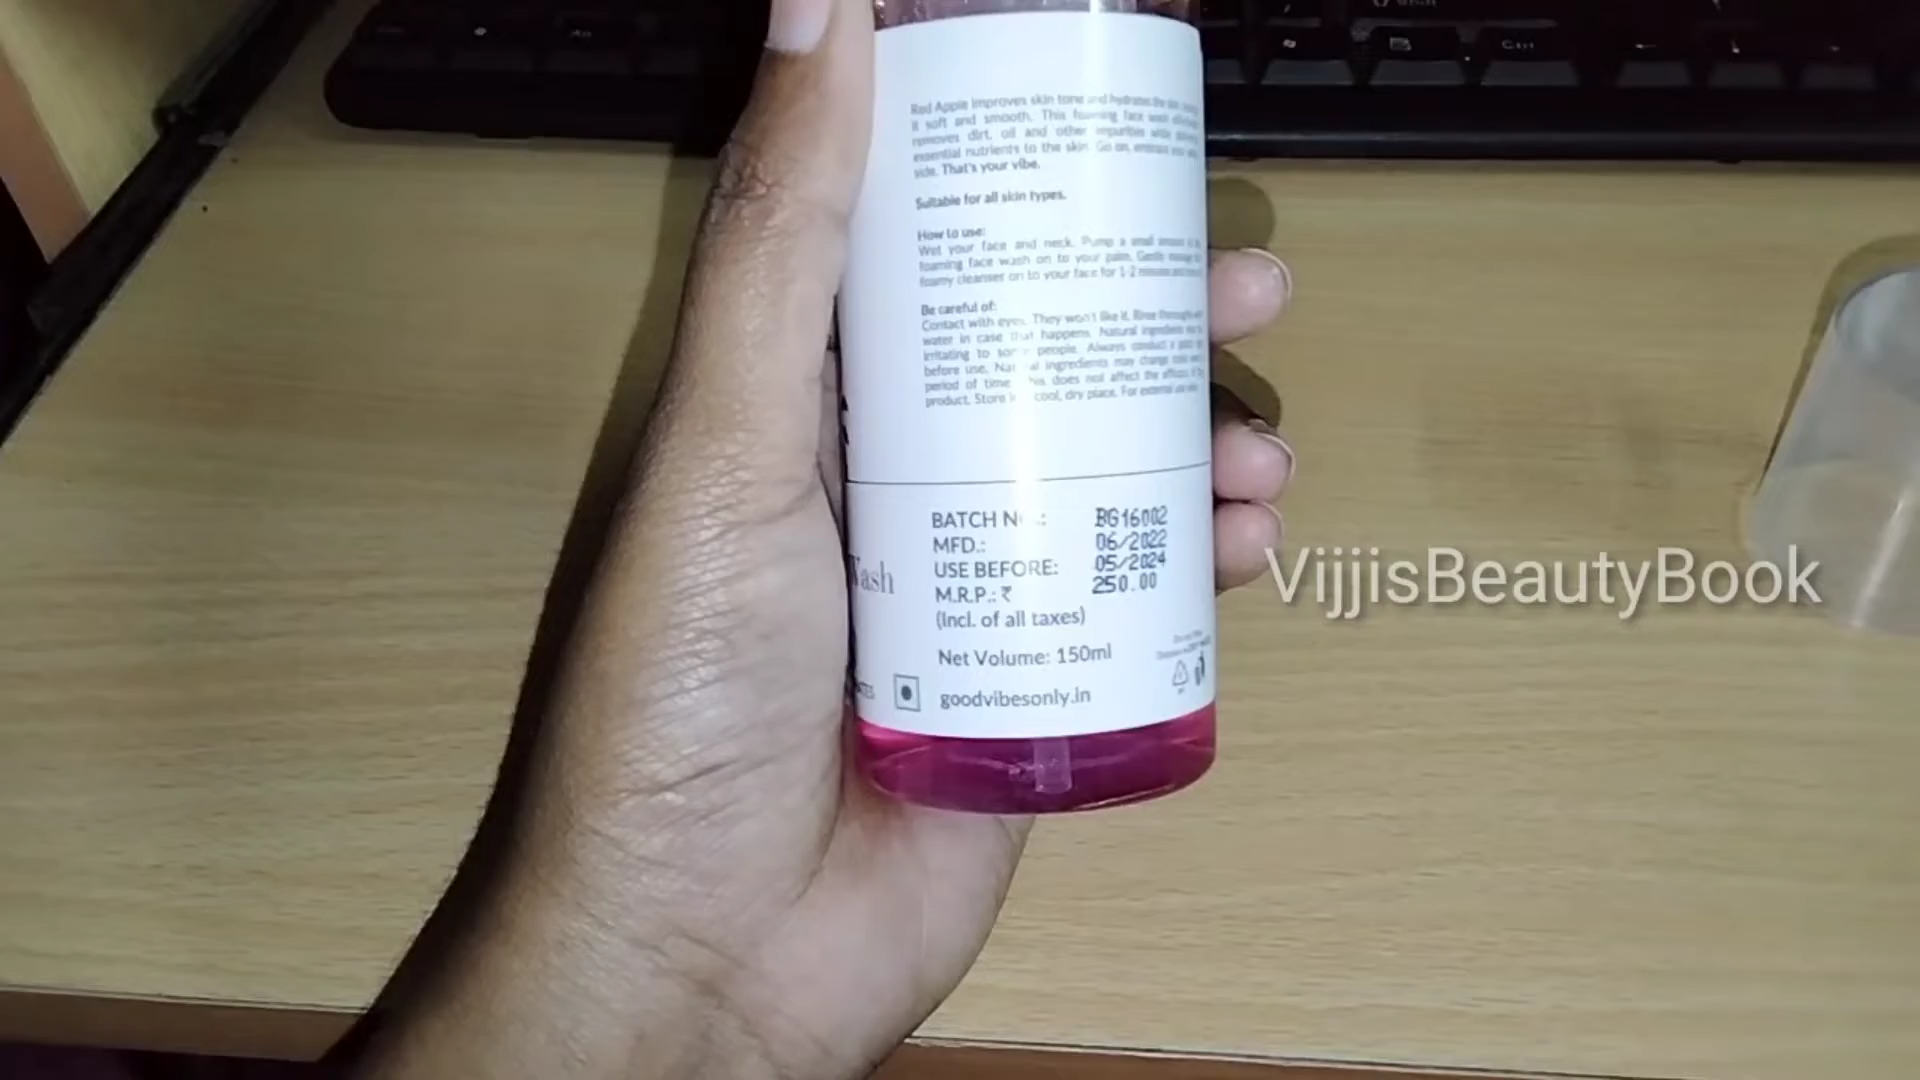 Red Apple improves skin tone and hydrates the skin
it soft and smooth. This foaming face wash
removes dirt, oil and other impurities while
essential nutrients to the skin. Go on, embrace
side. That's your vibe.
Suitable for all skin types.
How to use:
Wet your face and neck. Pump a small amount
foaming face wash on to your palm. Gently
foamy cleanser on to your face for 1-2 minutes and
Be careful of:
Contact with eyes. They won't like it. Rinse
water in case that happens. Natural ingredients
irritating to some people. Always conduct a
before use. Natural ingredients may change
period of time. This does not affect the
product. Store cool, dry place. For external use
Wash
BATCH BG16002
MFD.: 06/2022
USE BEFORE: 05/2024
M.R.P.: ₹ 250.00
(Incl. of all taxes)
Net Volume: 150ml
goodvibesonly.in
VijjisBeautyBook
Ctrl